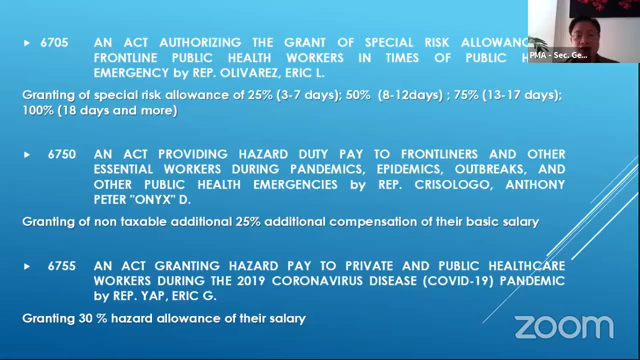 6705 AN ACT AUTHORIZING THE GRANT OF SPECIAL RISK ALLOWANC
FRONTLINE PUBLIC HEALTH WORKERS IN TIMES OF PUBLIC H
EMERGENCY by REP. OLIVAREZ, ERIC L.
PMA - Sec. Ge...
Granting of special risk allowance of 25% (3-7 days); 50% (8-12days) ; 75% (13-17 days);
100% (18 days and more)
6750 AN ACT PROVIDING HAZARD DUTY PAY TO FRONTLINERS AND OTHER
ESSENTIAL WORKERS DURING PANDEMICS, EPIDEMICS, OUTBREAKS, AND
OTHER PUBLIC HEALTH EMERGENCIES by REP. CRISOLOGO, ANTHONY
PETER "ONYX" D.
Granting of non taxable additional 25% additional compensation of their basic salary
6755 AN ACT GRANTING HAZARD PAY TO PRIVATE AND PUBLIC HEALTHCARE
WORKERS DURING THE 2019 CORONAVIRUS DISEASE (COVID-19) PANDEMIC
by REP. YAP, ERIC G.
Granting 30 % hazard allowance of their salary
zoom